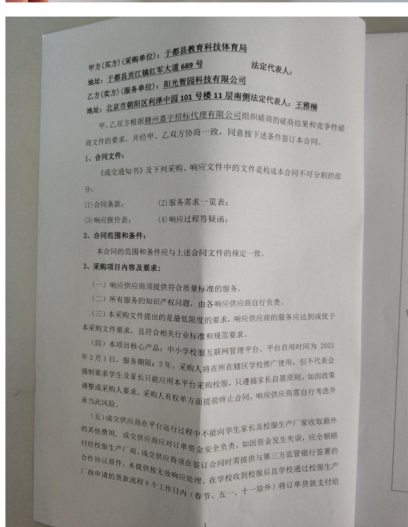 甲方(买方)(采购单位)：于都县教育科技体育局
地址：于都县贡江镇红军大道 689 号 法定代表人：
乙方(卖方)(服务单位)：阳光智园科技有限公司
地址：北京市朝阳区利泽中园 101 号楼 11 层南侧法定代表人：王雅楠
甲、乙双方根据赣州嘉宇招标代理有限公司组织磋商的磋商结果和竞争性磋
商文件的要求，并经甲、乙双方协商一致，同意按下述条件签订本合同。
1、合同文件：
《成交通知书》及下列采购、响应文件中的文件是构成本合同不可分割的部
分：
(1)合同条款； (2)服务需求一览表；
(3)响应报价表； (4)响应过程答疑函；
2、合同范围和条件：
本合同的范围和条件应与上述合同文件的规定一致。
3、采购项目内容及要求：
（一）响应供应商须提供符合质量标准的服务。
（二）所有服务的知识产权问题，由各响应供应商自行负责。
（三）本采购文件提出的是最低限度的要求，响应供应商的服务应达到或优于
本采购文件要求，且符合相关行业标准和规范要求。
（四）本项目核心产品：中小学校服互联网管理平台。平台启用时间为 2021
年 2 月 1 日，服务期限：3 年，采购人将在所在辖区学校推广使用，但不代表会
强制要求学生及家长只能应用本平台采购校服，只遵循家长自愿原则。如因政策
调整或采购人要求，采购人有权单方面提前终止合同，响应供应商需自行考虑并
承当此风险。
（五）成交供应商在平台运行过程中不能向学生家长及校服生产厂家收取额外
的其他费用。成交供应商应对订单资金安全负责，如因资金发生失误，应全额赔
付给校服生产厂商。成交供应商须在签订合同时需提供与第三方监管银行签署的
合作协议原件，未提供按无效响应处理。在学校收到校服后且学校通过校服生产
厂商申请的货款流程 8 个工作日内（春节、五一、十一除外）将订单货款支付给